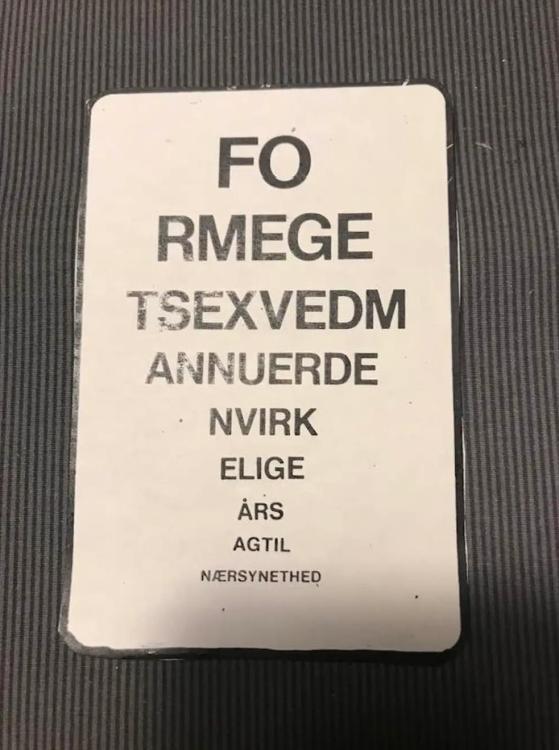 FO
RMEGE
TSEXVEDM
ANNUERDE
NVIRK
ELIGE
ÅRS
AGTIL
NÆRSYNETHED